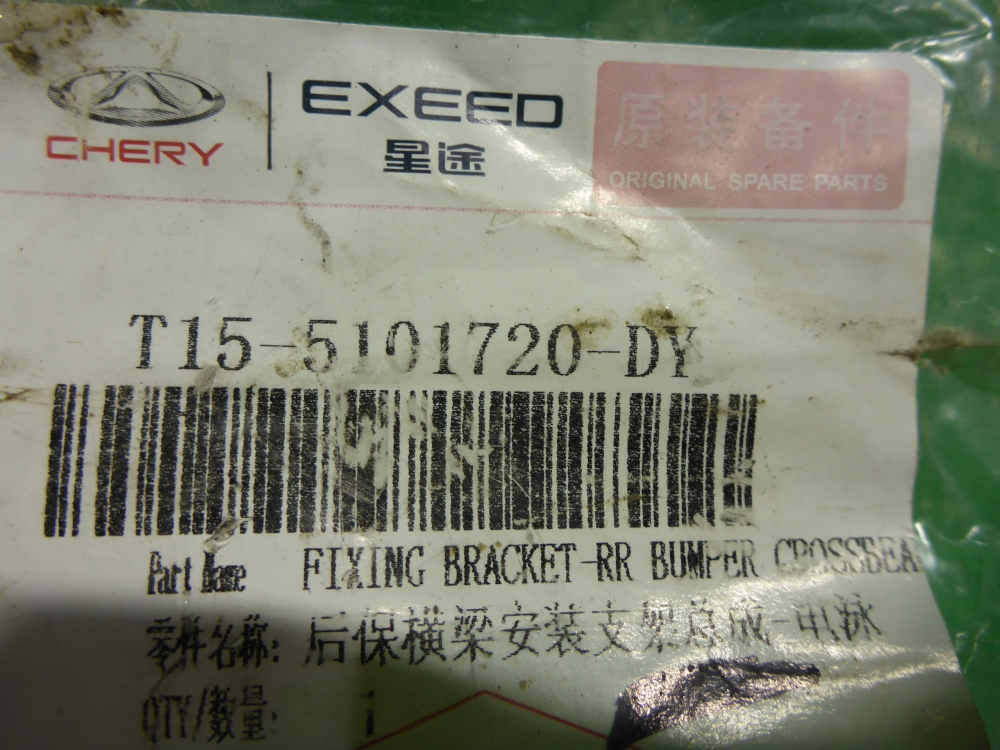 CHERY
EXEED
星途
原装备件
ORIGINAL SPARE PARTS
T15-5101720-DY
Part Name FIXING BRACKET-RR BUMPER CROSSBEA
零件名称: 后保横梁安装支架总成-电泳
QTY/数量: 1